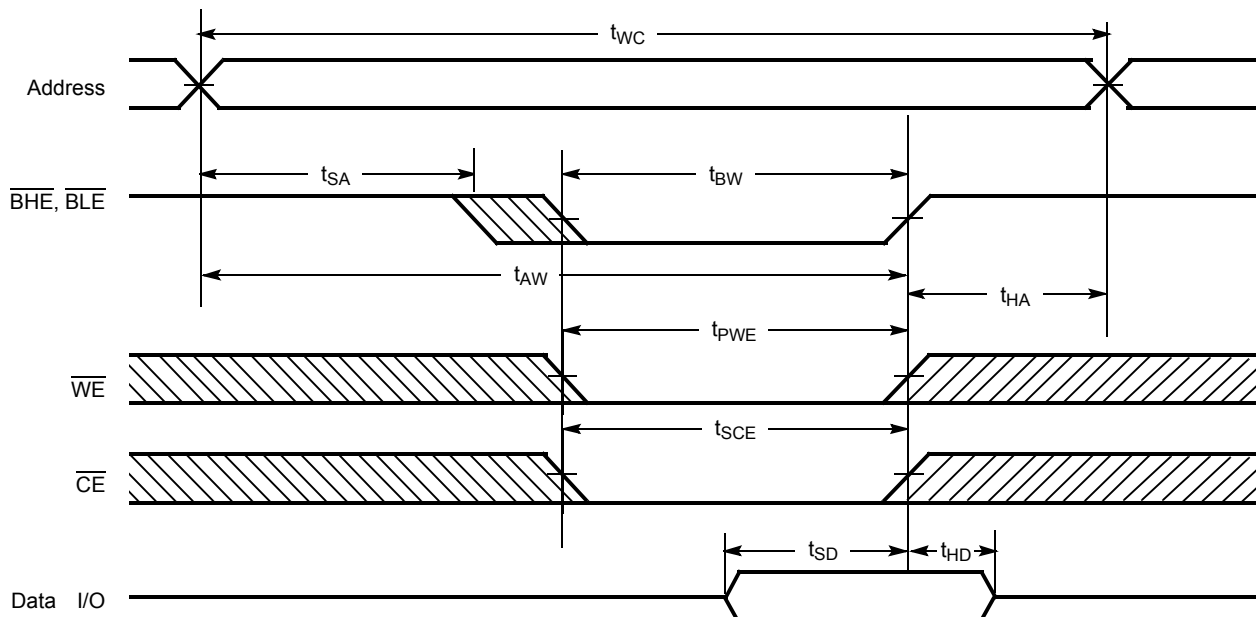 tWC
Address
tSA
tBW
BHE, BLE
tAW
tHA
tPWE
WE
tSCE
CE
tSD
tHD
Data I/O